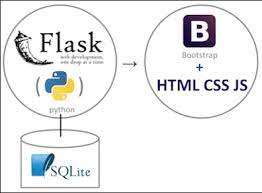 Flask
web development,
one drop at a time
python
SQLite
B
Bootstrap
+
HTML CSS JS